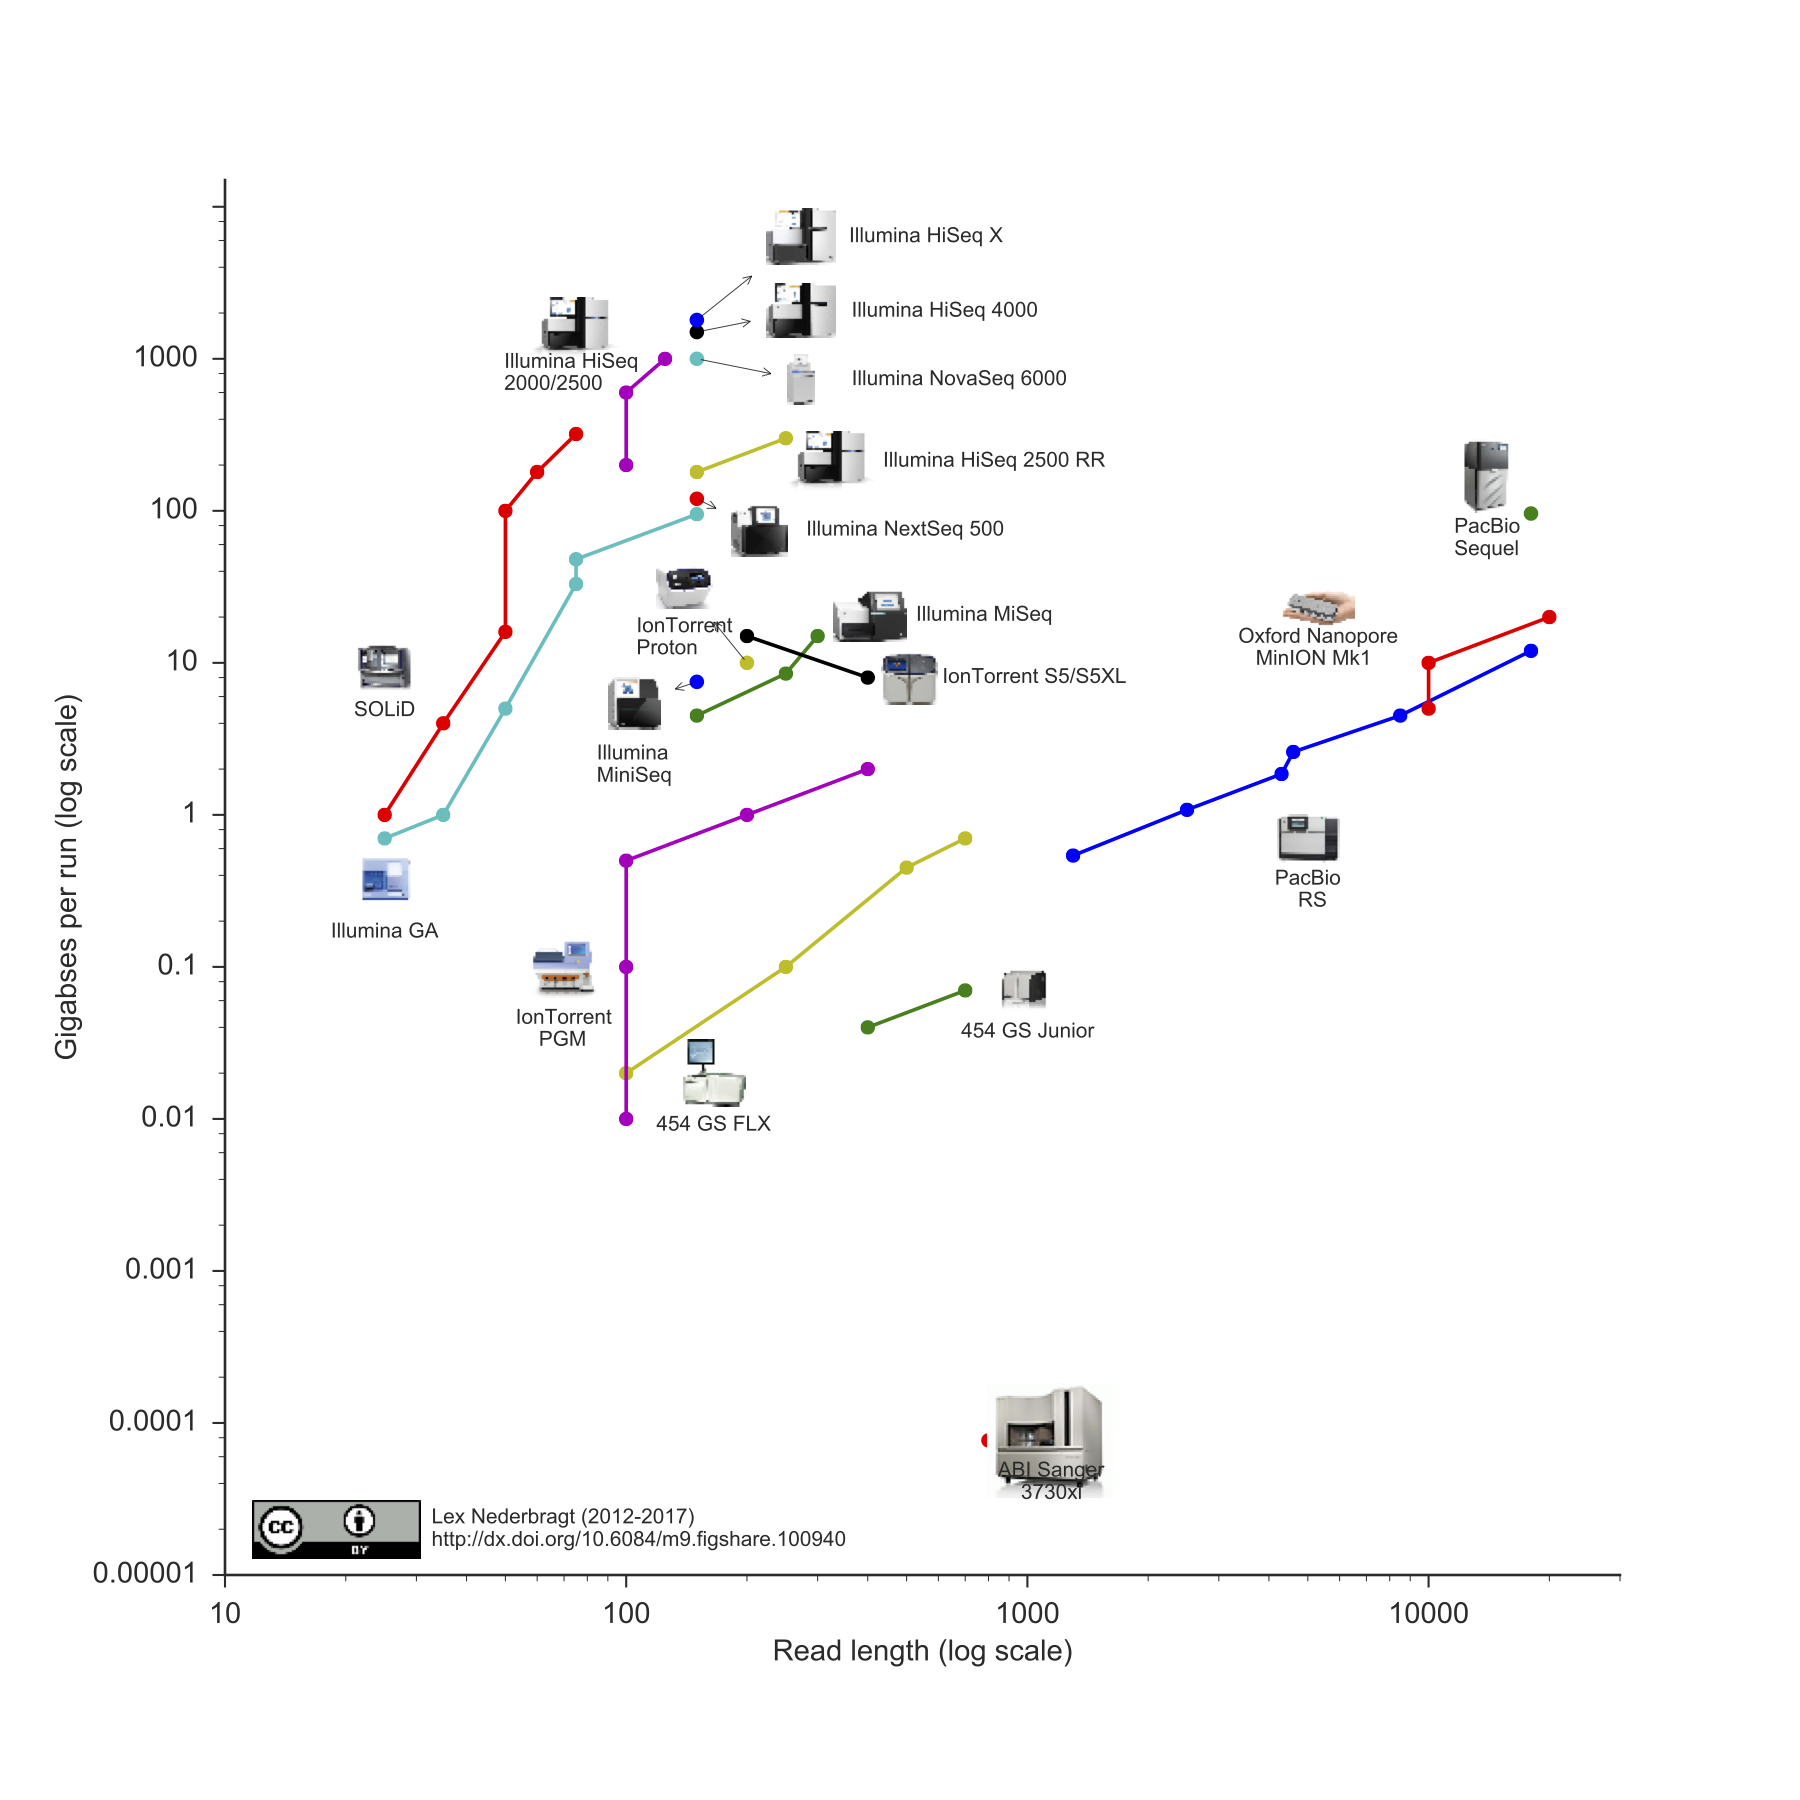 Illumina HiSeq X
Illumina HiSeq 4000
Illumina HiSeq
2000/2500
1000
Illumina NovaSeq 6000
Illumina HiSeq 2500 RR
100
PacBio
Sequel
Illumina NextSeq 500
IonTorrent
Proton
Illumina MiSeq
Oxford Nanopore
MinION Mk1
10
SOLiD
IonTorrent S5/S5XL
Illumina
MiniSeq
1
PacBio
RS
Illumina GA
0.1
IonTorrent
PGM
454 GS Junior
0.01
454 GS FLX
0.001
0.0001
ABI Sanger
3730xl
Gigabses per run (log scale)
cc
BY
Lex Nederbragt (2012-2017)
http://dx.doi.org/10.6084/m9.figshare.100940
0.00001
10
100
1000
10000
Read length (log scale)